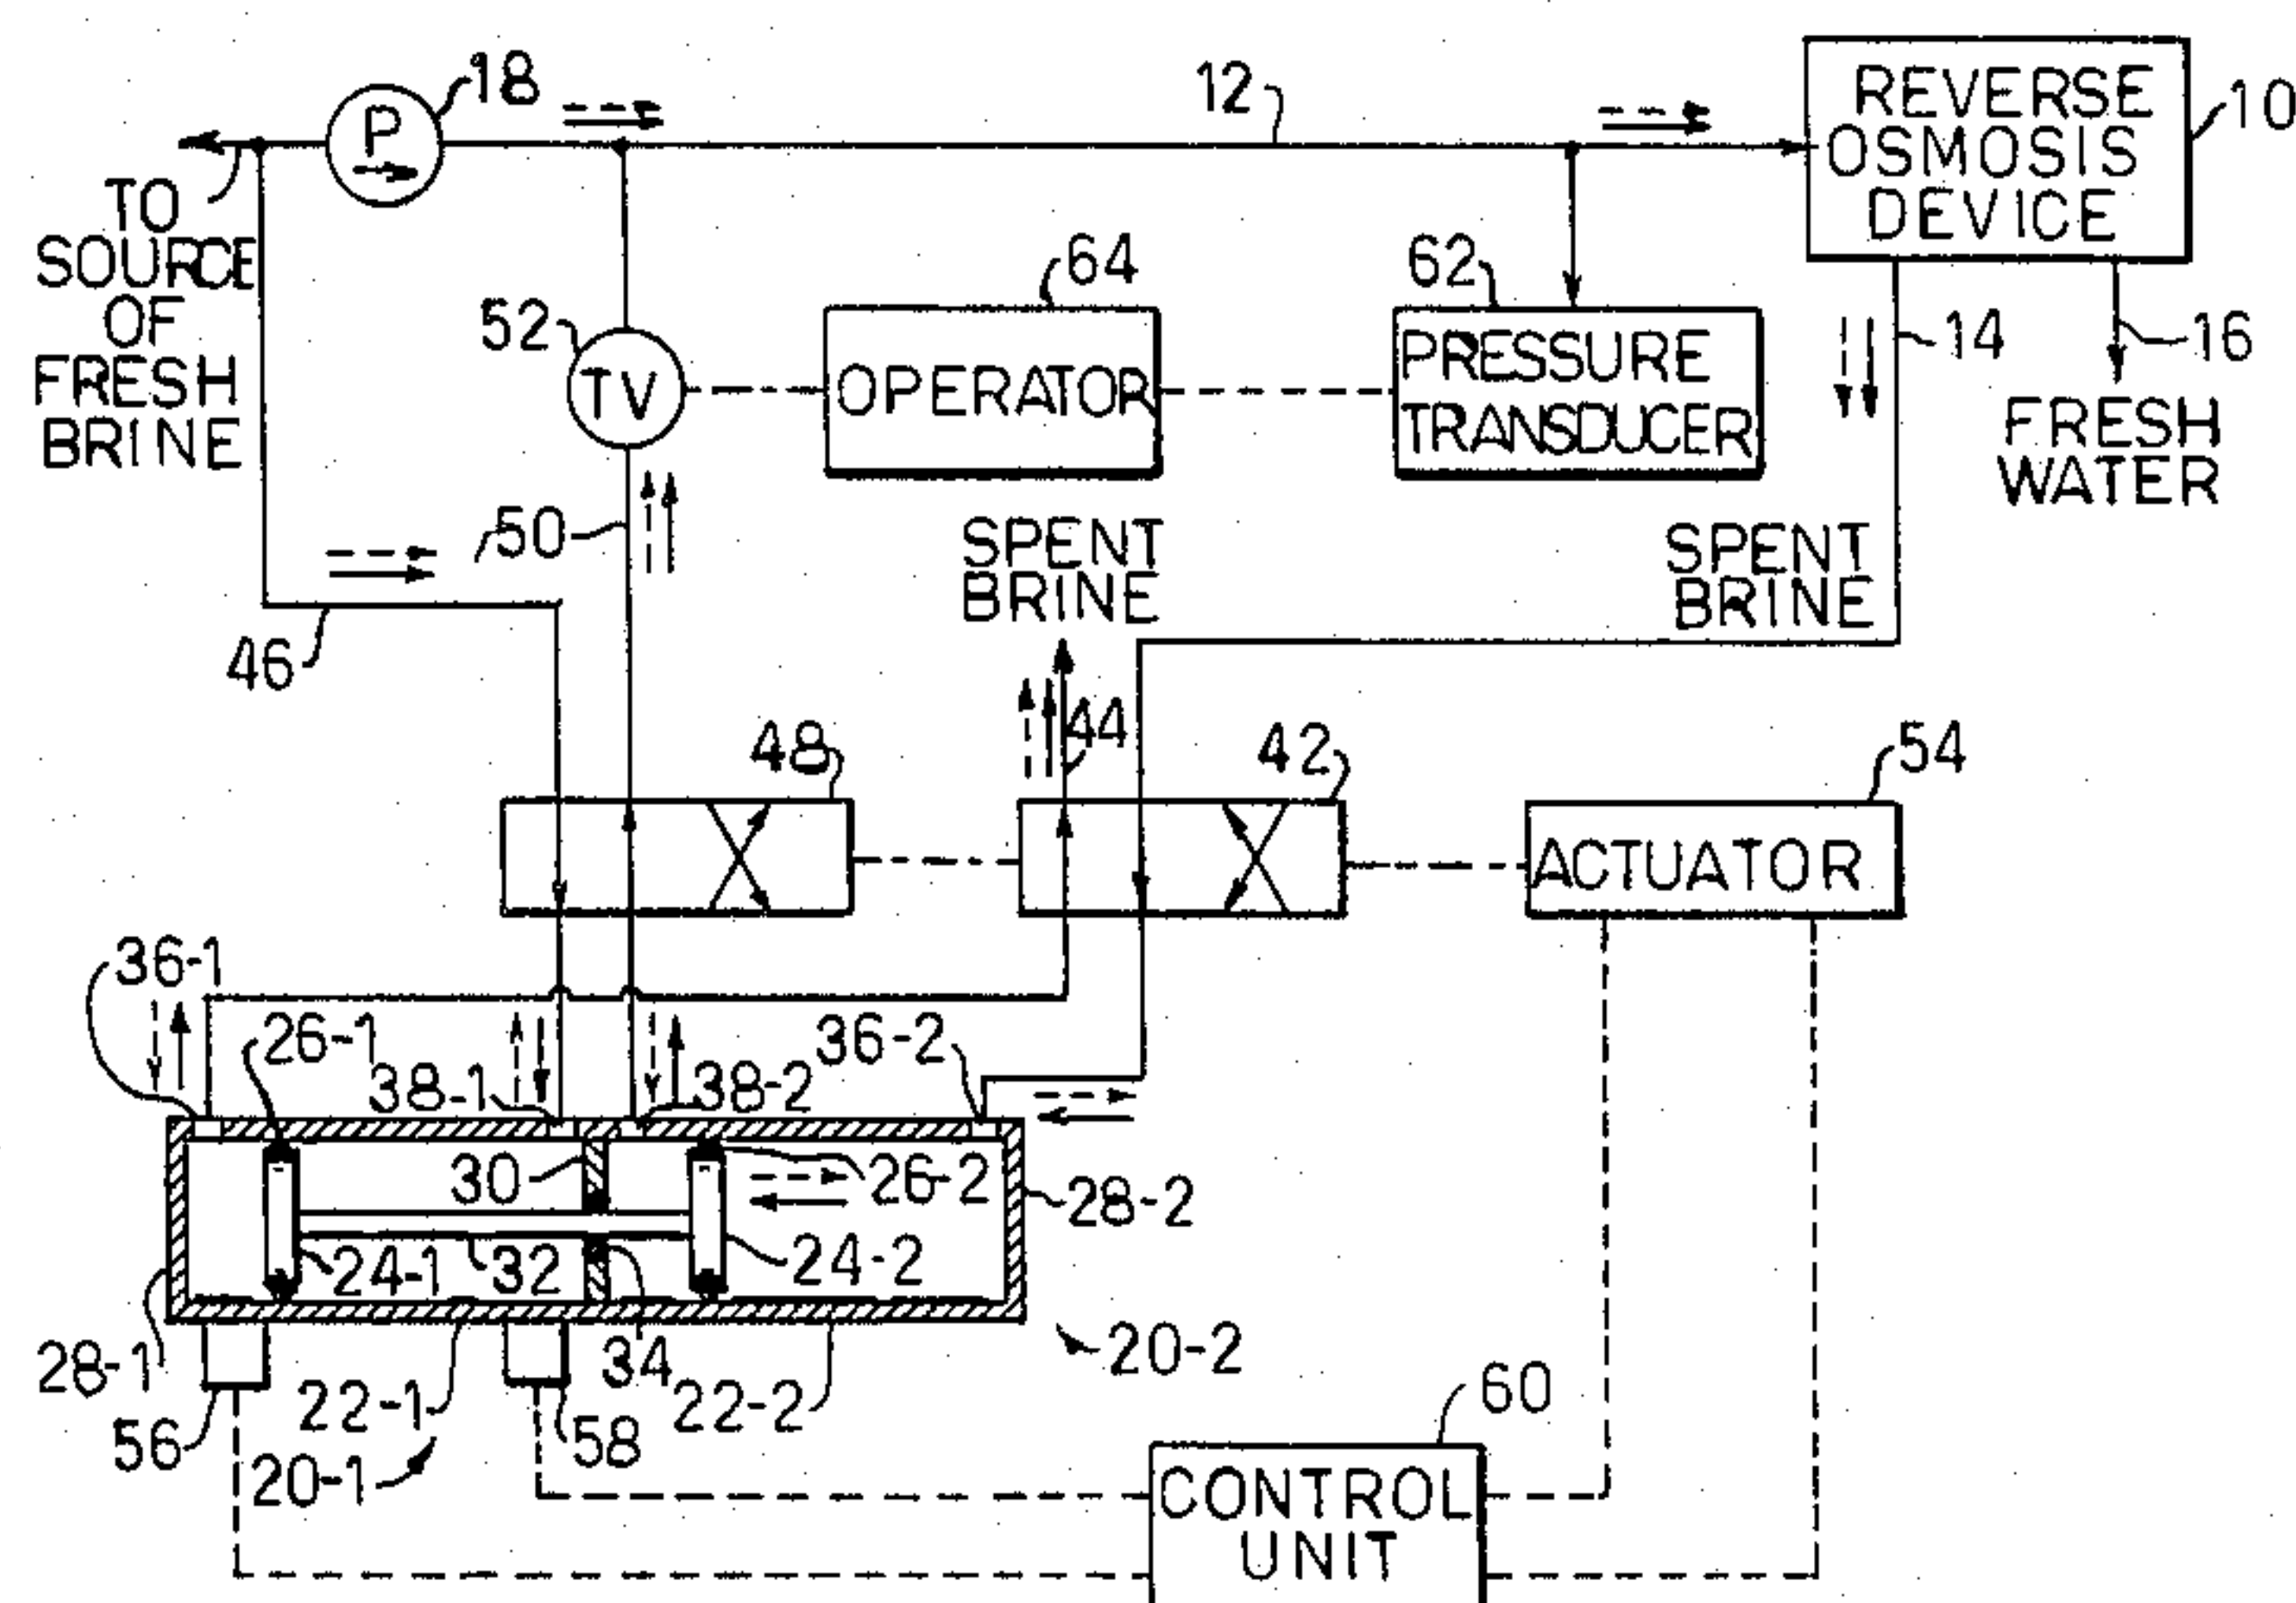 18
12
P
REVERSE
OSMOSIS
DEVICE
10
TO
SOURCE
OF
FRESH
BRINE
52
TV
64
OPERATOR
62
PRESSURE
TRANSDUCER
14
16
FRESH
WATER
50
SPENT
BRINE
SPENT
BRINE
46
44
48
42
54
ACTUATOR
36-1
26-1
38-1
38-2
36-2
30
26-2
28-2
24-1
32
24-2
28-1
34
20-2
22-1
22-2
56
58
20-1
60
CONTROL
UNIT